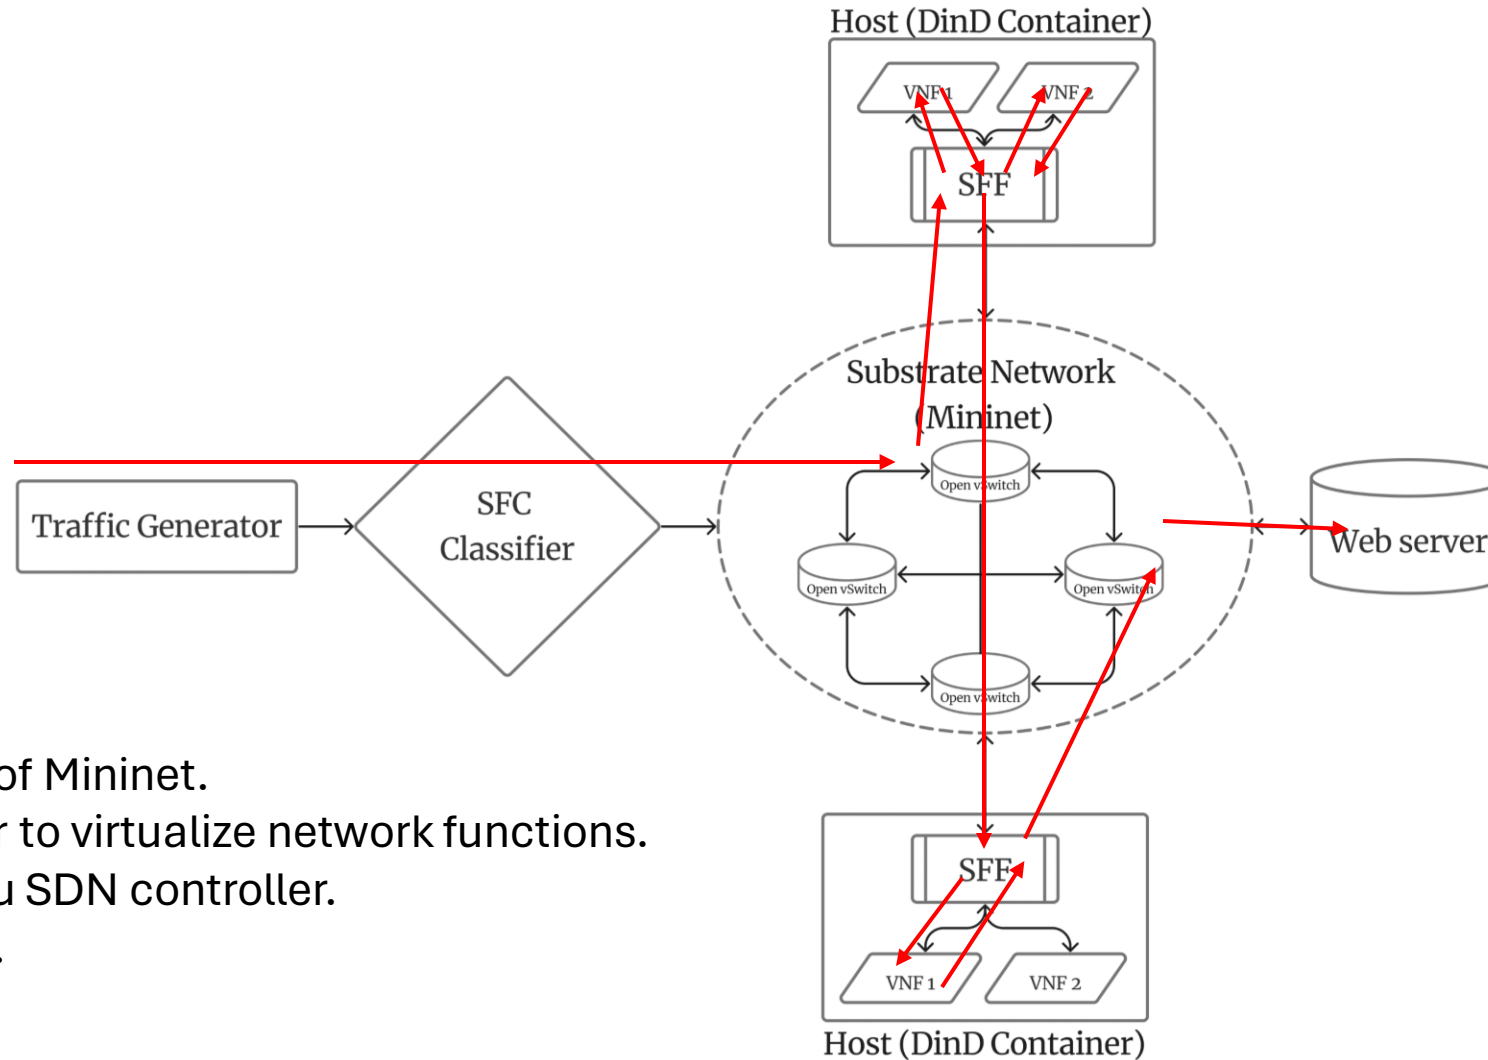 Host (DinD Container)
VNF 1
VNF 2
SFF
Substrate Network
(Mininet)
Open vSwitch
Traffic Generator
SFC
Classifier
Web server
Open vSwitch
Open vSwitch
Open vSwitch
of Mininet.
to virtualize network functions.
SDN controller.
SFF
VNF 1
VNF 2
Host (DinD Container)